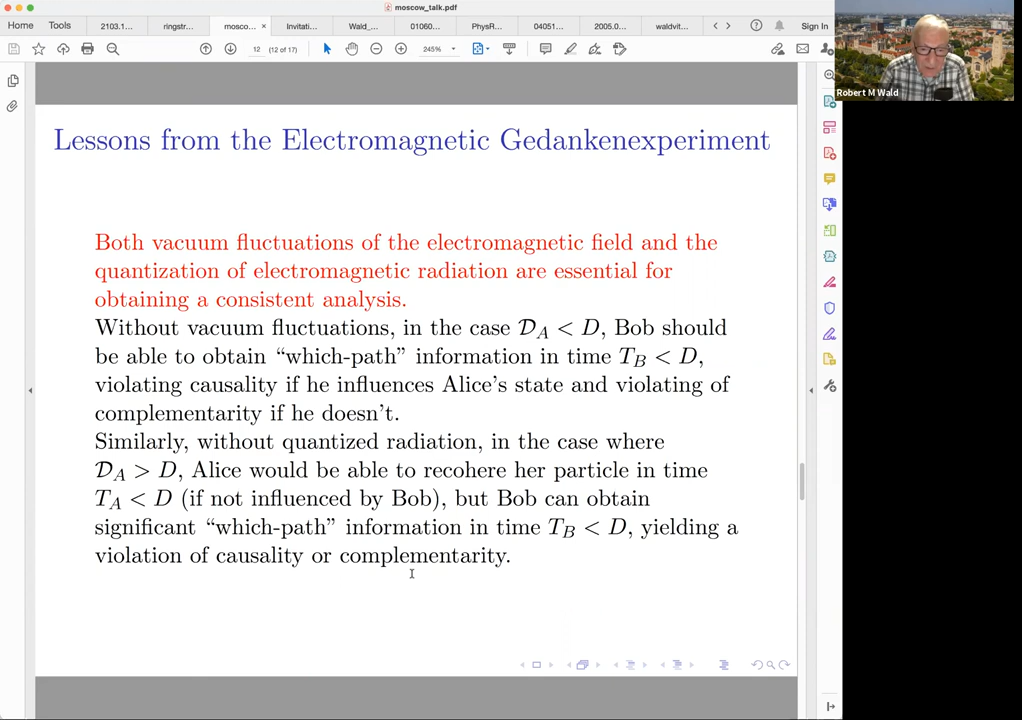 moscow_talk.pdf
Home Tools 2103.1... ringstr... mosco... × Invitati... Wald_... 01060... PhysR... 04051... 2005.0... waldvit... Sign In
12 (12 of 17) 245%
Robert M Wald
Lessons from the Electromagnetic Gedankenexperiment
Both vacuum fluctuations of the electromagnetic field and the
quantization of electromagnetic radiation are essential for
obtaining a consistent analysis.
Without vacuum fluctuations, in the case 𝒟_A < D, Bob should
be able to obtain “which-path” information in time T_B < D,
violating causality if he influences Alice’s state and violating of
complementarity if he doesn’t.
Similarly, without quantized radiation, in the case where
𝒟_A > D, Alice would be able to recohere her particle in time
T_A < D (if not influenced by Bob), but Bob can obtain
significant “which-path” information in time T_B < D, yielding a
violation of causality or complementarity.